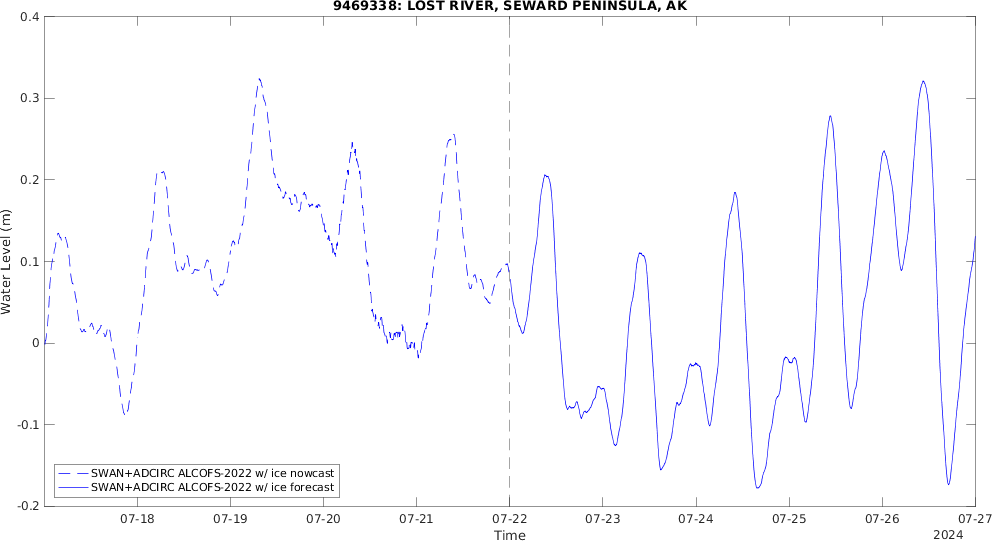 9469338: LOST RIVER, SEWARD PENINSULA, AK
0.4
0.3
0.2
0.1
0
-0.1
-0.2
Water Level (m)
SWAN+ADCIRC ALCOFS-2022 w/ ice nowcast
SWAN+ADCIRC ALCOFS-2022 w/ ice forecast
07-18 07-19 07-20 07-21 07-22 07-23 07-24 07-25 07-26 07-27
Time
2024